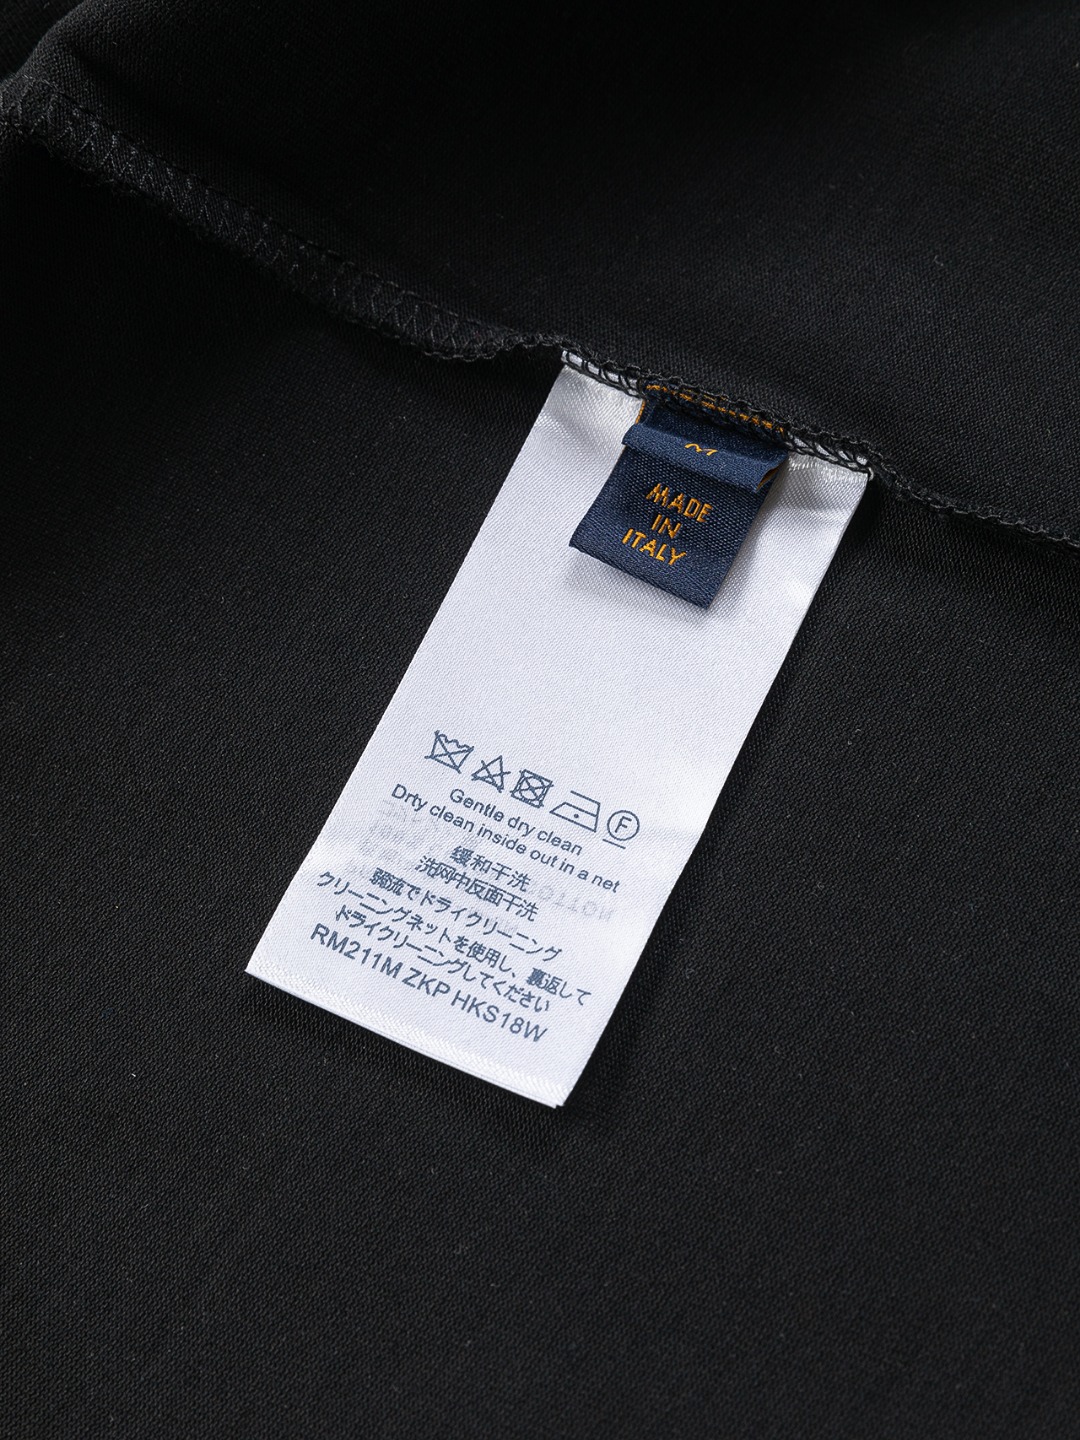 M
MADE
IN
ITALY
F
Gentle dry clean
Drty clean inside out in a net
缓和干洗
洗网中反面干洗
弱流でドライクリーニング
クリーニングネットを使用し、裏返して
ドライクリーニングしてください
RM211M ZKP HKS18W